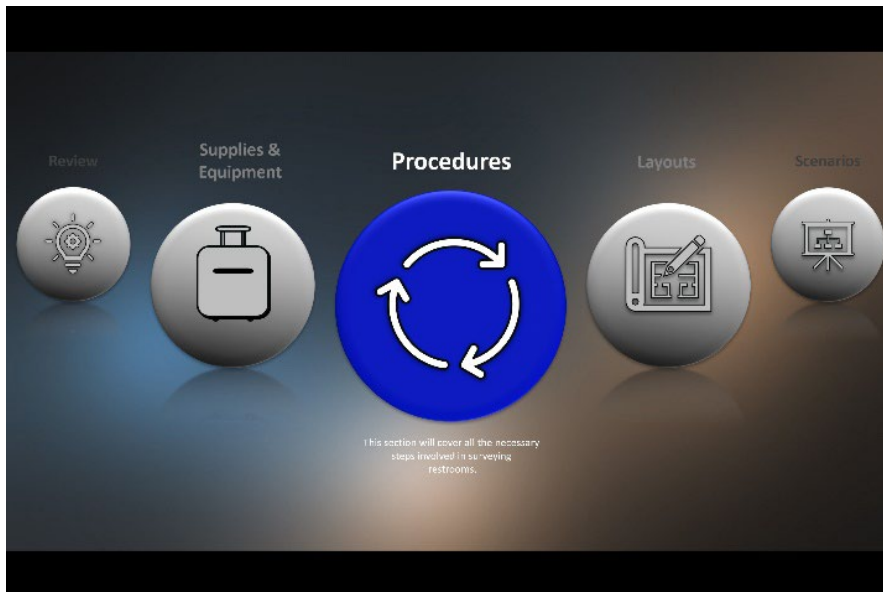 Review
Supplies &
Equipment
Procedures
Layouts
Scenarios
This section will cover all the necessary
steps involved in surveying
restrooms.